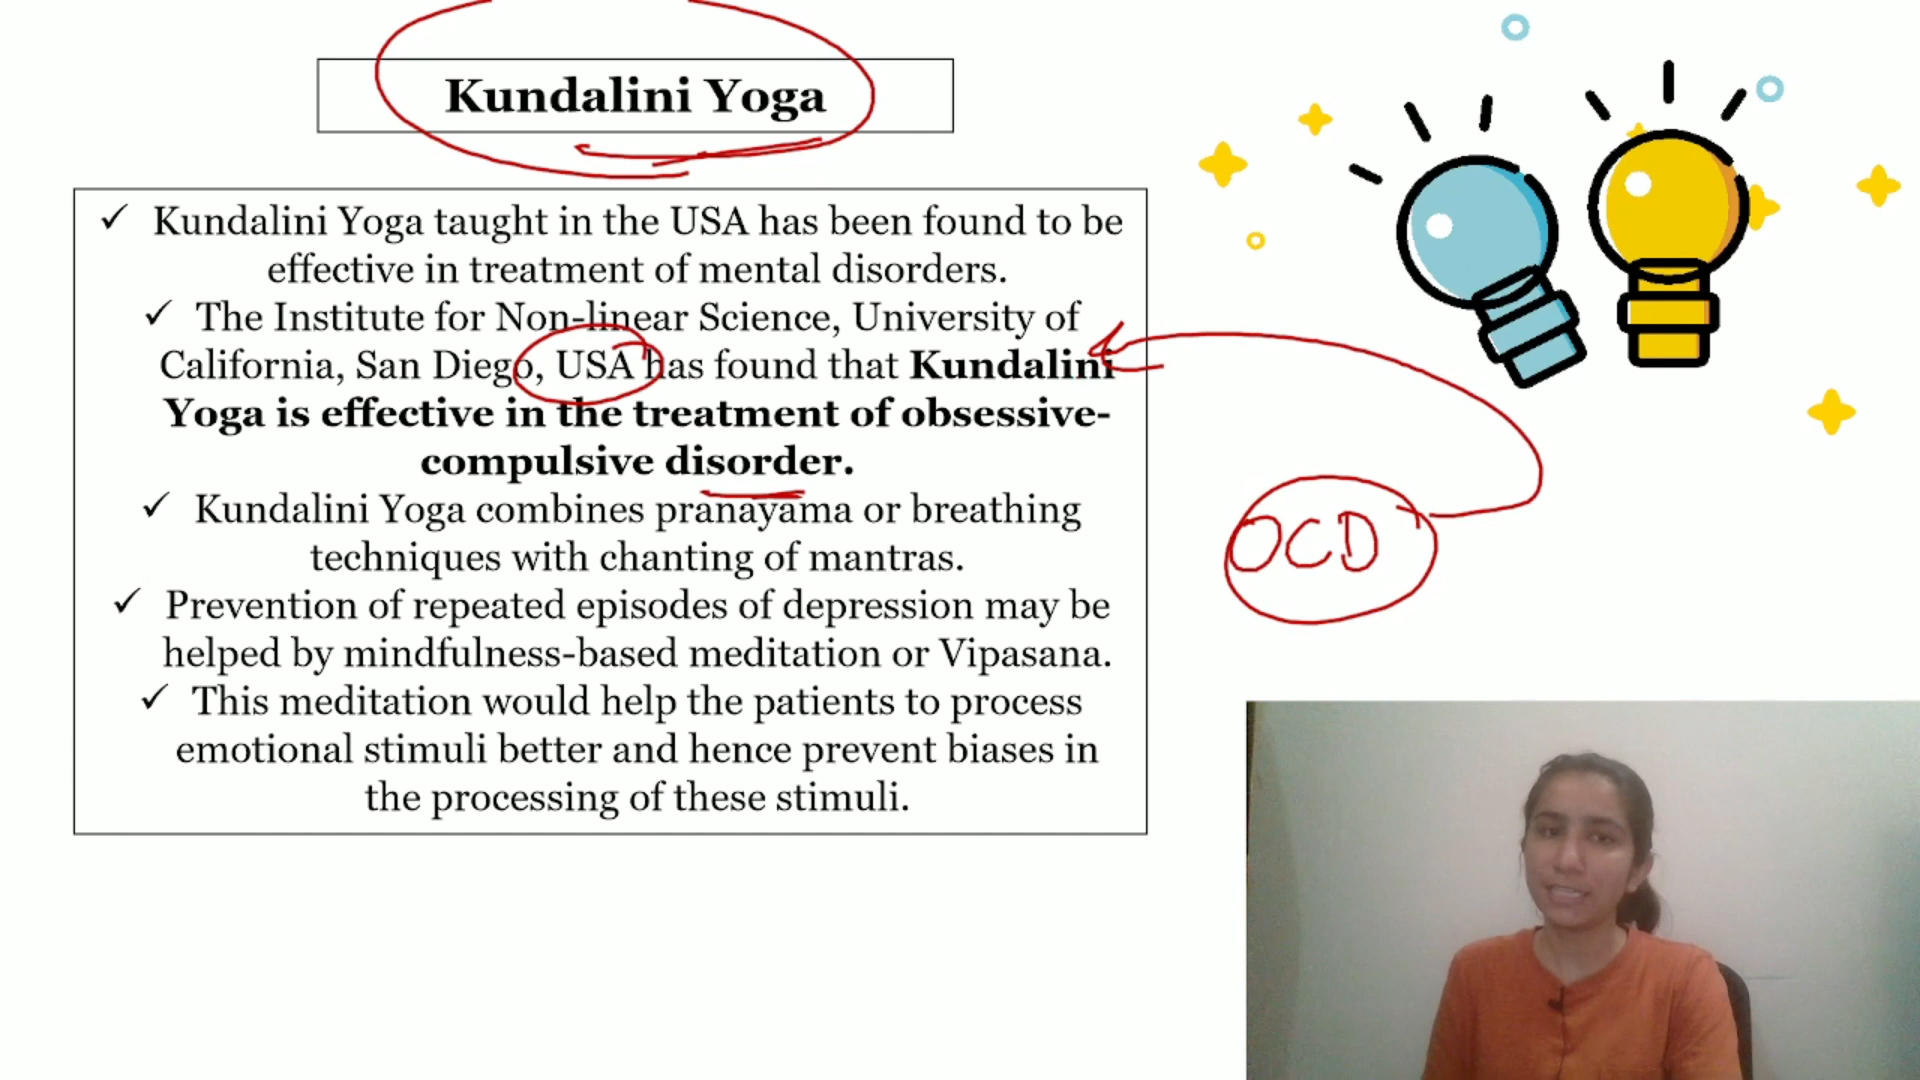 Kundalini Yoga
✓ Kundalini Yoga taught in the USA has been found to be
effective in treatment of mental disorders.
✓ The Institute for Non-linear Science, University of
California, San Diego, USA has found that Kundalini
Yoga is effective in the treatment of obsessive-
compulsive disorder.
✓ Kundalini Yoga combines pranayama or breathing
techniques with chanting of mantras.
✓ Prevention of repeated episodes of depression may be
helped by mindfulness-based meditation or Vipasana.
✓ This meditation would help the patients to process
emotional stimuli better and hence prevent biases in
the processing of these stimuli.
OCD